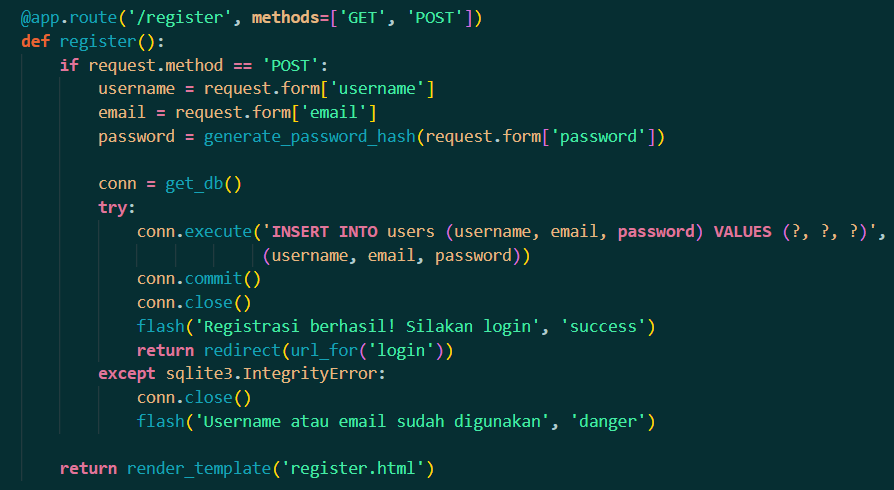 @app.route('/register', methods=['GET', 'POST'])
def register():
    if request.method == 'POST':
        username = request.form['username']
        email = request.form['email']
        password = generate_password_hash(request.form['password'])

        conn = get_db()
        try:
            conn.execute('INSERT INTO users (username, email, password) VALUES (?, ?, ?)',
                         (username, email, password))
            conn.commit()
            conn.close()
            flash('Registrasi berhasil! Silakan login', 'success')
            return redirect(url_for('login'))
        except sqlite3.IntegrityError:
            conn.close()
            flash('Username atau email sudah digunakan', 'danger')

    return render_template('register.html')